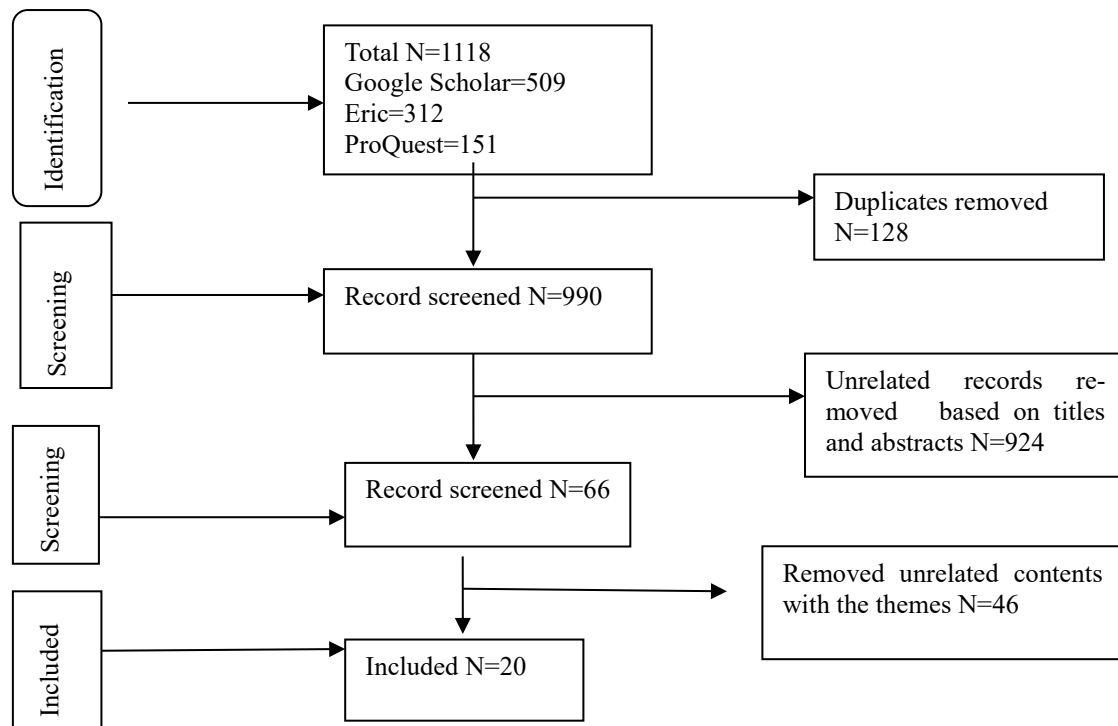 Identification
Total N=1118
Google Scholar=509
Eric=312
ProQuest=151
Duplicates removed
N=128
Screening
Record screened N=990
Unrelated records re-
moved based on titles
and abstracts N=924
Screening
Record screened N=66
Removed unrelated contents
with the themes N=46
Included
Included N=20